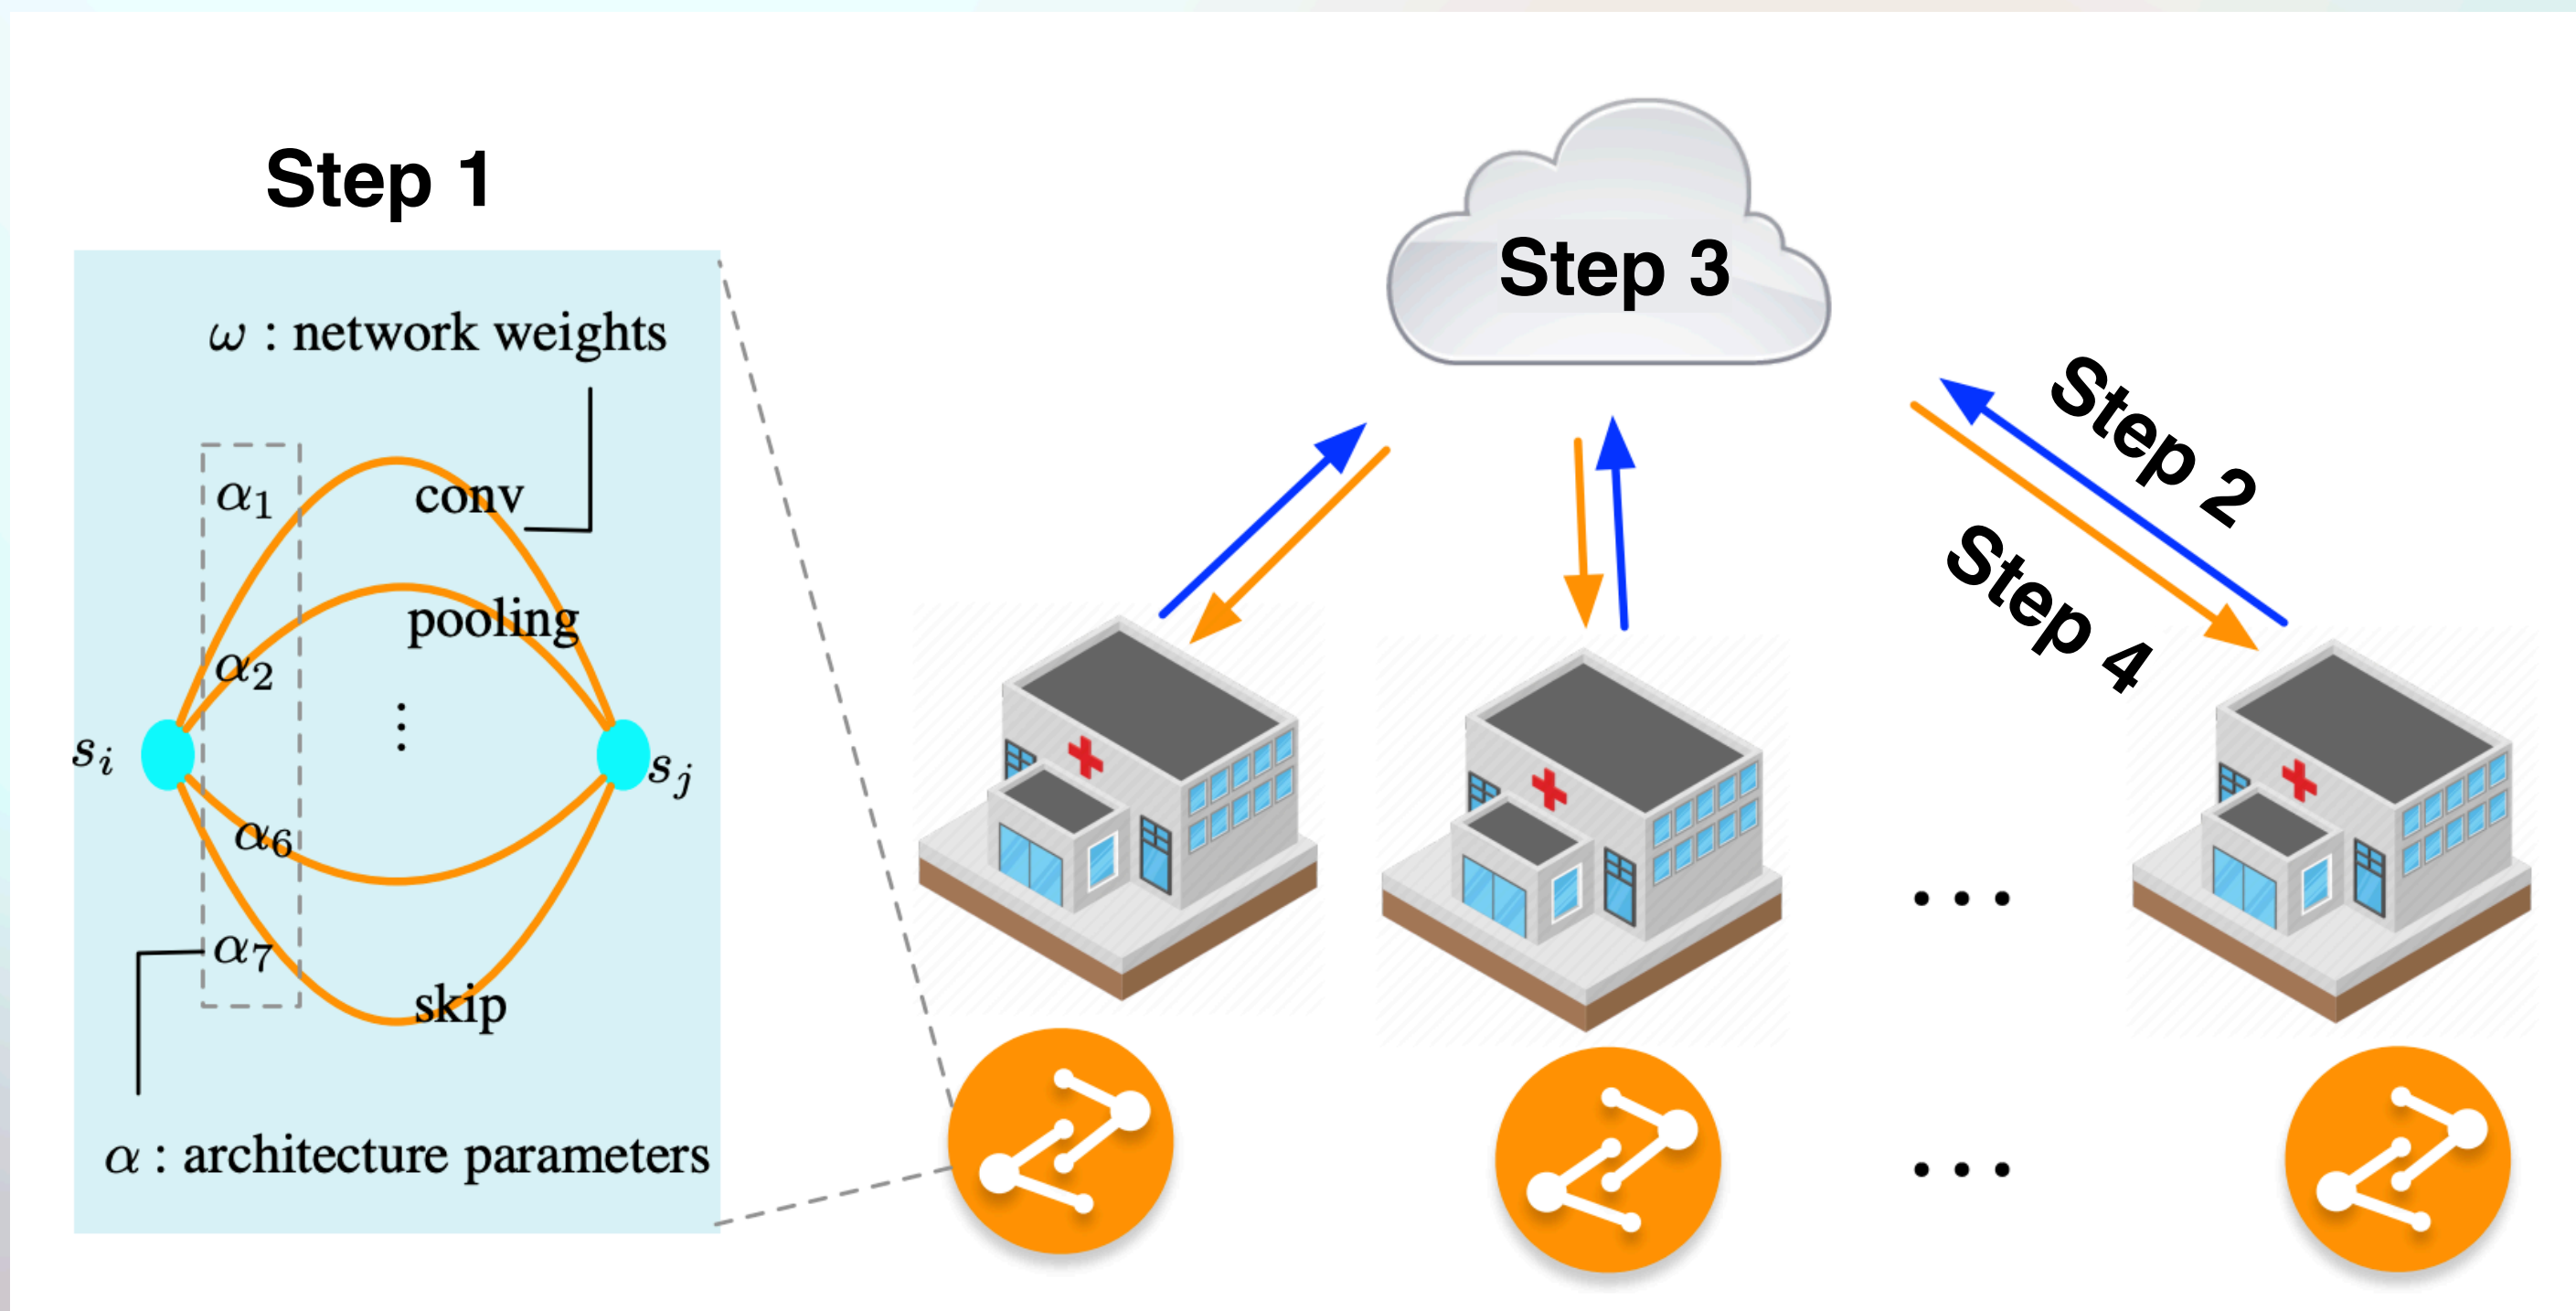 Step 1
ω : network weights
α₁
conv
pooling
α₂
⋮
sᵢ
sⱼ
α₆
α₇
skip
α : architecture parameters
Step 3
Step 2
Step 4
. . .
. . .